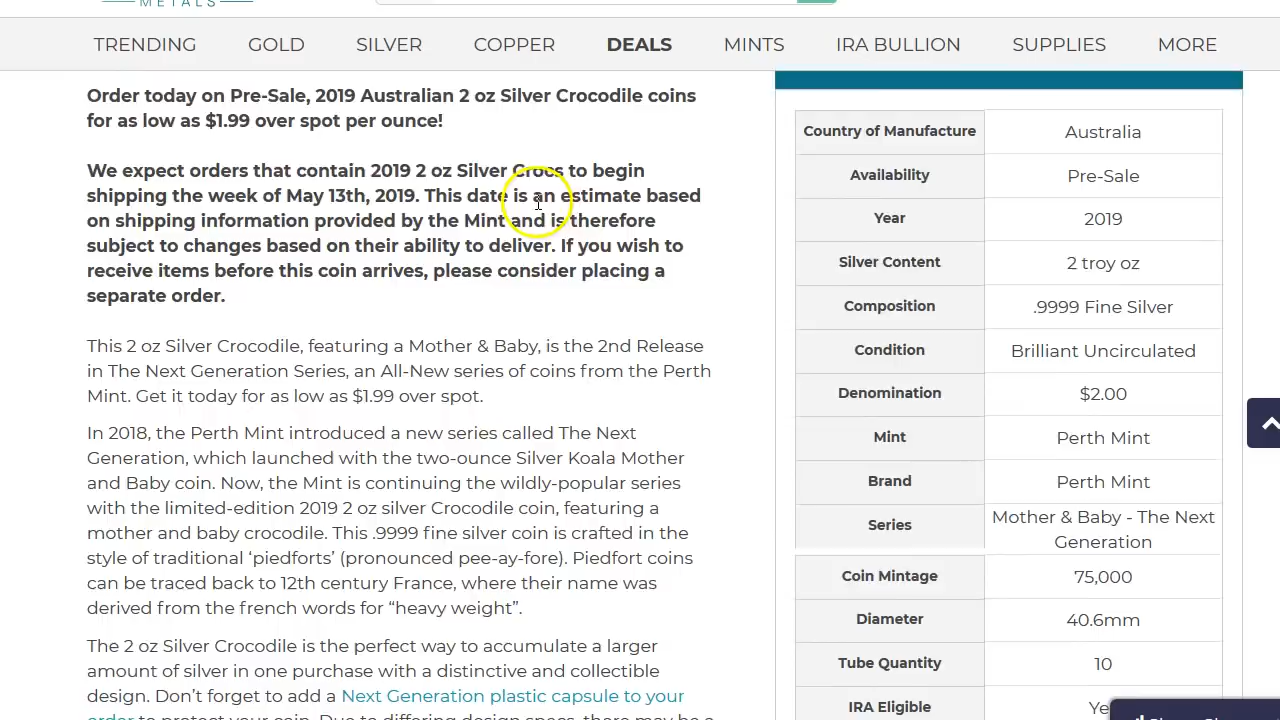 METALS
TRENDING GOLD SILVER COPPER DEALS MINTS IRA BULLION SUPPLIES MORE
Order today on Pre-Sale, 2019 Australian 2 oz Silver Crocodile coins
for as low as $1.99 over spot per ounce!
We expect orders that contain 2019 2 oz Silver Crocs to begin
shipping the week of May 13th, 2019. This date is an estimate based
on shipping information provided by the Mint and is therefore
subject to changes based on their ability to deliver. If you wish to
receive items before this coin arrives, please consider placing a
separate order.
This 2 oz Silver Crocodile, featuring a Mother & Baby, is the 2nd Release
in The Next Generation Series, an All-New series of coins from the Perth
Mint. Get it today for as low as $1.99 over spot.
In 2018, the Perth Mint introduced a new series called The Next
Generation, which launched with the two-ounce Silver Koala Mother
and Baby coin. Now, the Mint is continuing the wildly-popular series
with the limited-edition 2019 2 oz silver Crocodile coin, featuring a
mother and baby crocodile. This .9999 fine silver coin is crafted in the
style of traditional ‘piedforts’ (pronounced pee-ay-fore). Piedfort coins
can be traced back to 12th century France, where their name was
derived from the french words for “heavy weight”.
The 2 oz Silver Crocodile is the perfect way to accumulate a larger
amount of silver in one purchase with a distinctive and collectible
design. Don’t forget to add a Next Generation plastic capsule to your
order to protect your coin. Due to differing design specs, there may be a
Country of Manufacture Australia
Availability Pre-Sale
Year 2019
Silver Content 2 troy oz
Composition .9999 Fine Silver
Condition Brilliant Uncirculated
Denomination $2.00
Mint Perth Mint
Brand Perth Mint
Series Mother & Baby - The Next
Generation
Coin Mintage 75,000
Diameter 40.6mm
Tube Quantity 10
IRA Eligible